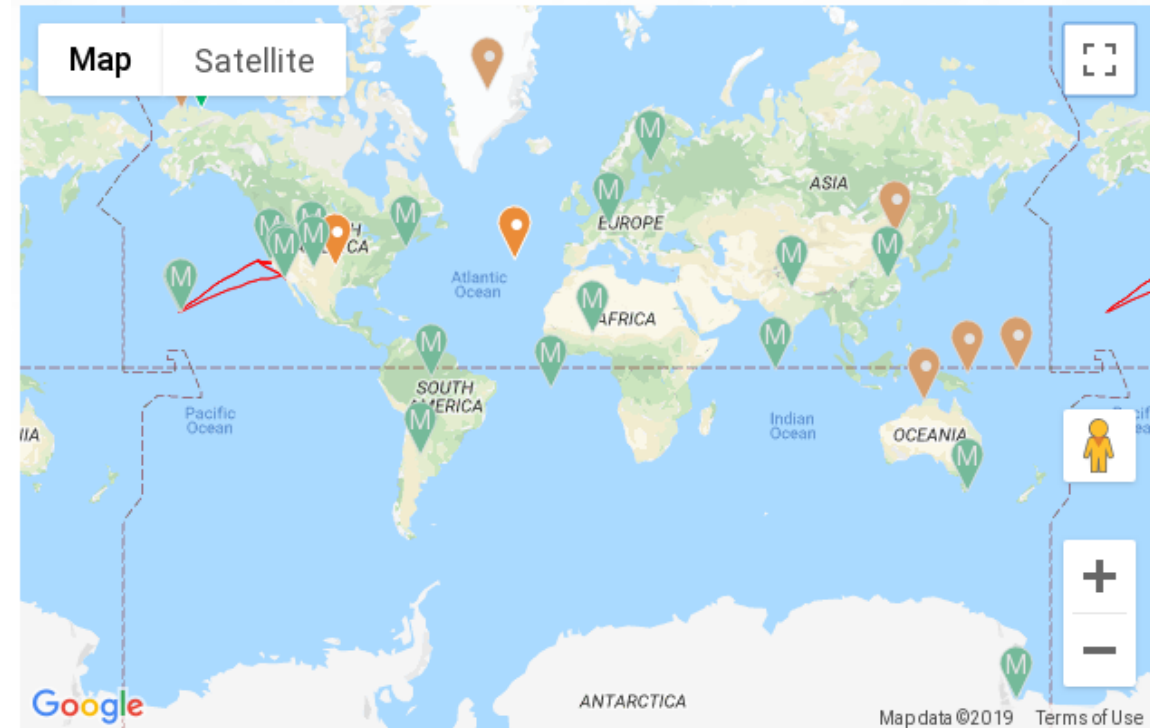 Map
Satellite
M
ASIA
M
M
EUROPE
M
M
M
H
M
M
M
M
CA
M
Atlantic
Ocean
M
AFRICA
M
M
M
SOUTH
AMERICA
Pacific
Ocean
M
Indian
Ocean
OCEANIA
IA
M
M
ANTARCTICA
Google
Map data ©2019
Terms of Use